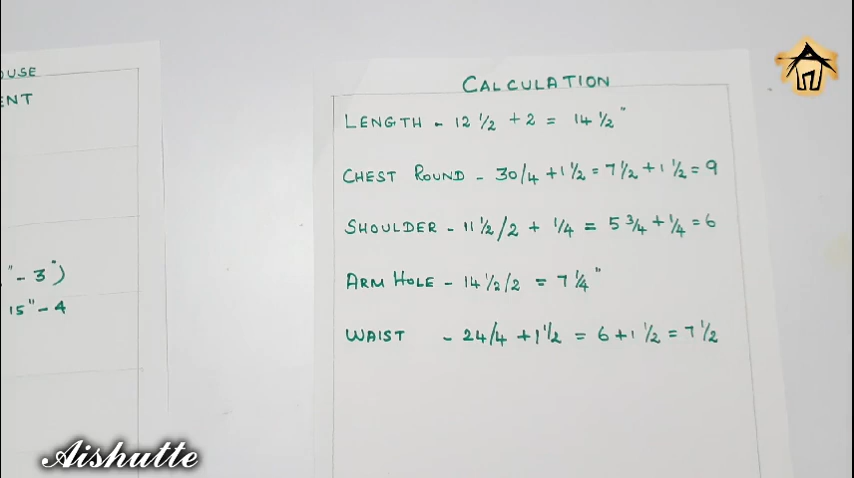 OUSE
ENT
" - 3")
15" - 4
CALCULATION
LENGTH - 12 1/2 + 2 = 14 1/2"
CHEST ROUND - 30/4 + 1 1/2 = 7 1/2 + 1 1/2 = 9
SHOULDER - 11 1/2/2 + 1/4 = 5 3/4 + 1/4 = 6
ARM HOLE - 14 1/2/2 = 7 1/4"
WAIST - 24/4 + 1 1/2 = 6 + 1 1/2 = 7 1/2
Aishutte